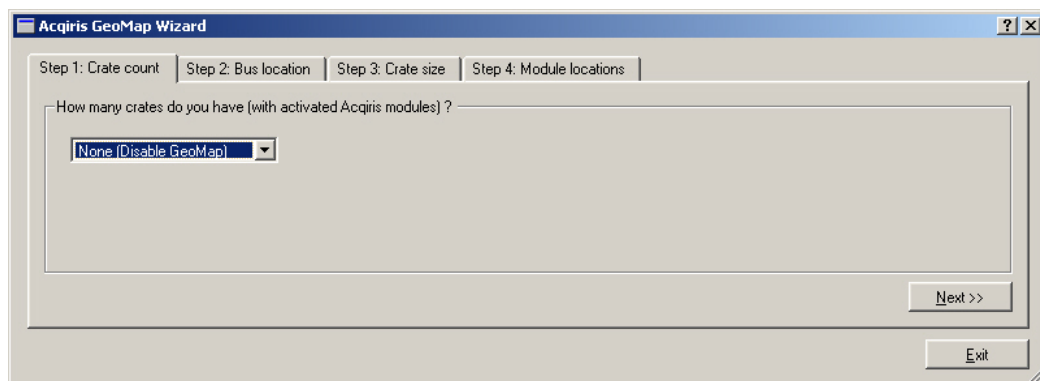 Acqiris GeoMap Wizard
Step 1: Crate count Step 2: Bus location Step 3: Crate size Step 4: Module locations
How many crates do you have (with activated Acqiris modules) ?
None (Disable GeoMap)
Next >>
Exit